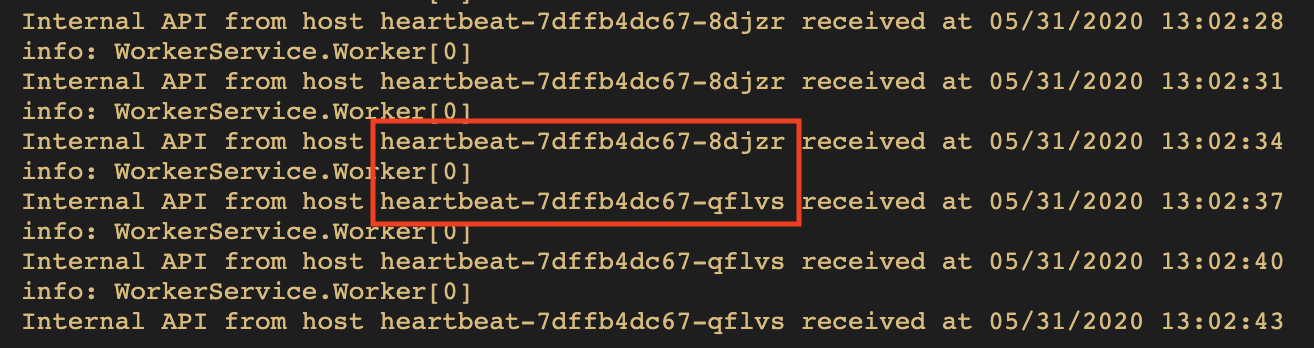 Internal API from host heartbeat-7dffb4dc67-8djzr received at 05/31/2020 13:02:28
info: WorkerService.Worker[0]
Internal API from host heartbeat-7dffb4dc67-8djzr received at 05/31/2020 13:02:31
info: WorkerService.Worker[0]
Internal API from host heartbeat-7dffb4dc67-8djzr received at 05/31/2020 13:02:34
info: WorkerService.Worker[0]
Internal API from host heartbeat-7dffb4dc67-qflvs received at 05/31/2020 13:02:37
info: WorkerService.Worker[0]
Internal API from host heartbeat-7dffb4dc67-qflvs received at 05/31/2020 13:02:40
info: WorkerService.Worker[0]
Internal API from host heartbeat-7dffb4dc67-qflvs received at 05/31/2020 13:02:43